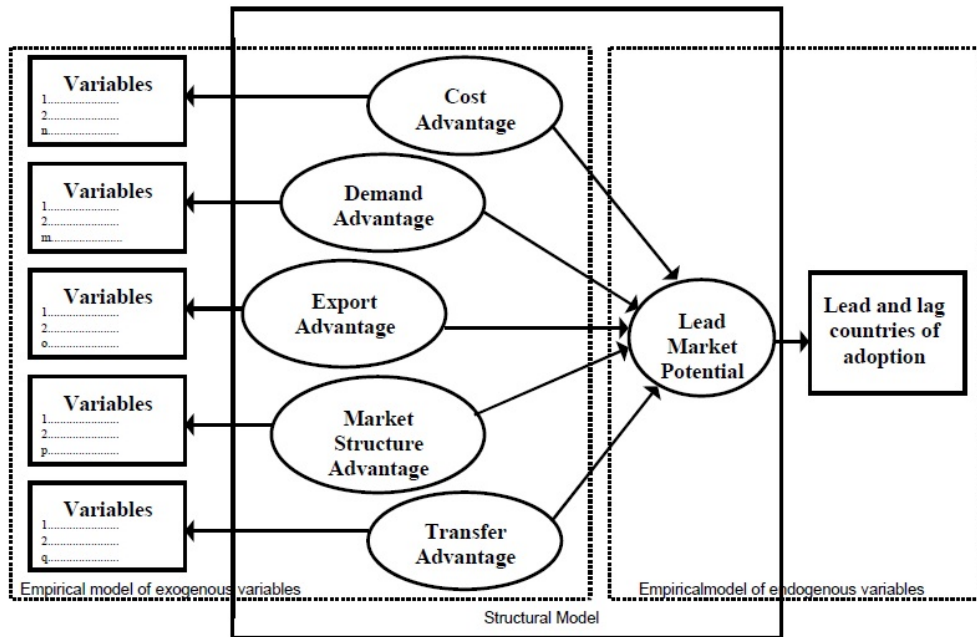 Variables
1........................
2........................
n........................
Cost
Advantage
Variables
1........................
2........................
m........................
Demand
Advantage
Variables
1........................
2........................
o........................
Export
Advantage
Variables
1........................
2........................
p........................
Market
Structure
Advantage
Variables
1........................
2........................
q........................
Transfer
Advantage
Lead
Market
Potential
Lead and lag
countries of
adoption
Empirical model of exogenous variables
Empiricalmodel of endogenous variables
Structural Model